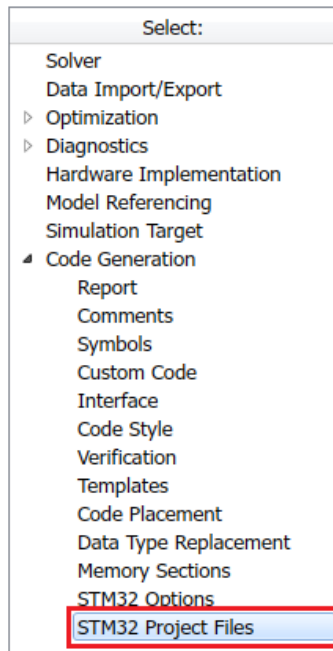 Select:
Solver
Data Import/Export
Optimization
Diagnostics
Hardware Implementation
Model Referencing
Simulation Target
Code Generation
Report
Comments
Symbols
Custom Code
Interface
Code Style
Verification
Templates
Code Placement
Data Type Replacement
Memory Sections
STM32 Options
STM32 Project Files